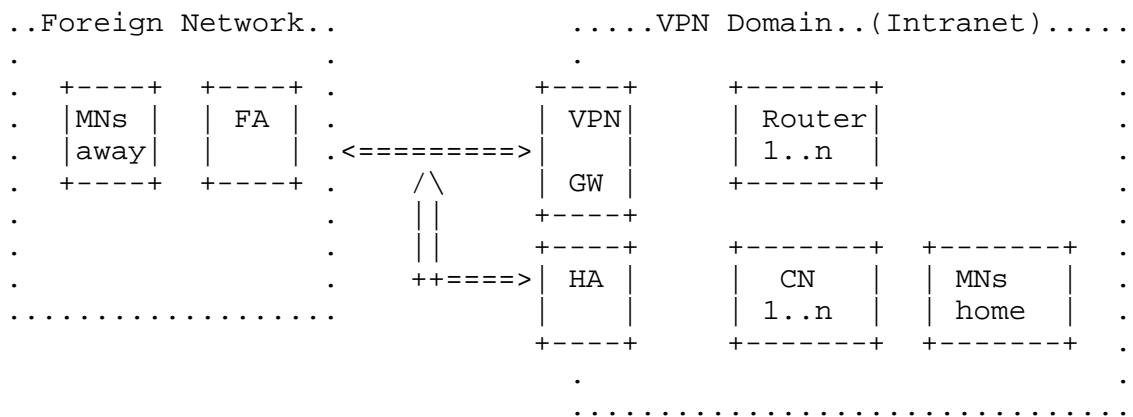 ..Foreign Network..             .....VPN Domain..(Intranet).....
.                 .             .                              .
.  +----+  +----+ .           +----+     +-------+             .
.  |MNs |  | FA | .           | VPN|     | Router|             .
.  |away|  |    | .<=========>|    |     | 1..n  |             .
.  +----+  +----+ .    /\     | GW |     +-------+             .
.                 .    ||     +----+                           .
.                 .    ||     +----+     +-------+  +-------+  .
.                 .    ++====>| HA |     |  CN   |  | MNs   |  .
...................           |    |     | 1..n  |  | home  |  .
                              +----+     +-------+  +-------+  .
                                .                              .
                                ................................